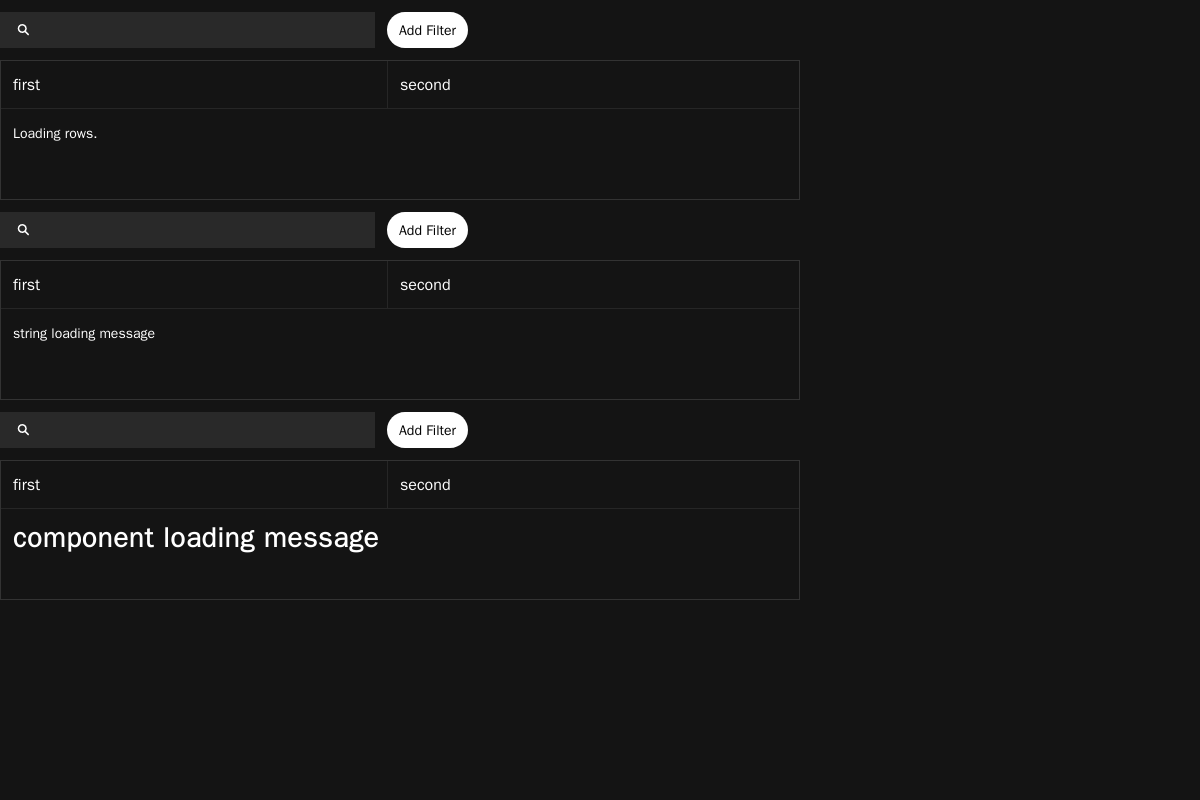 Add Filter
first second
Loading rows.
Add Filter
first second
string loading message
Add Filter
first second
component loading message